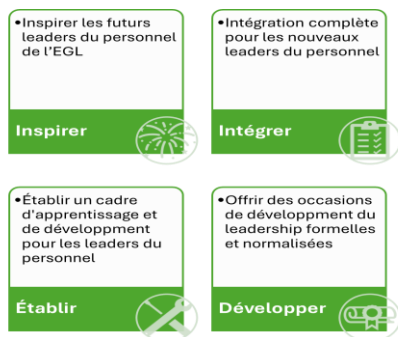 •Inspirer les futurs
leaders du personnel
de l'EGL
Inspirer
•Intégration complète
pour les nouveaux
leaders du personnel
Intégrer
•Établir un cadre
d'apprentissage et
de développment
pour les leaders du
personnel
Établir
•Offrir des occasions
de développment du
leadership formelles
et normalisées
Développer